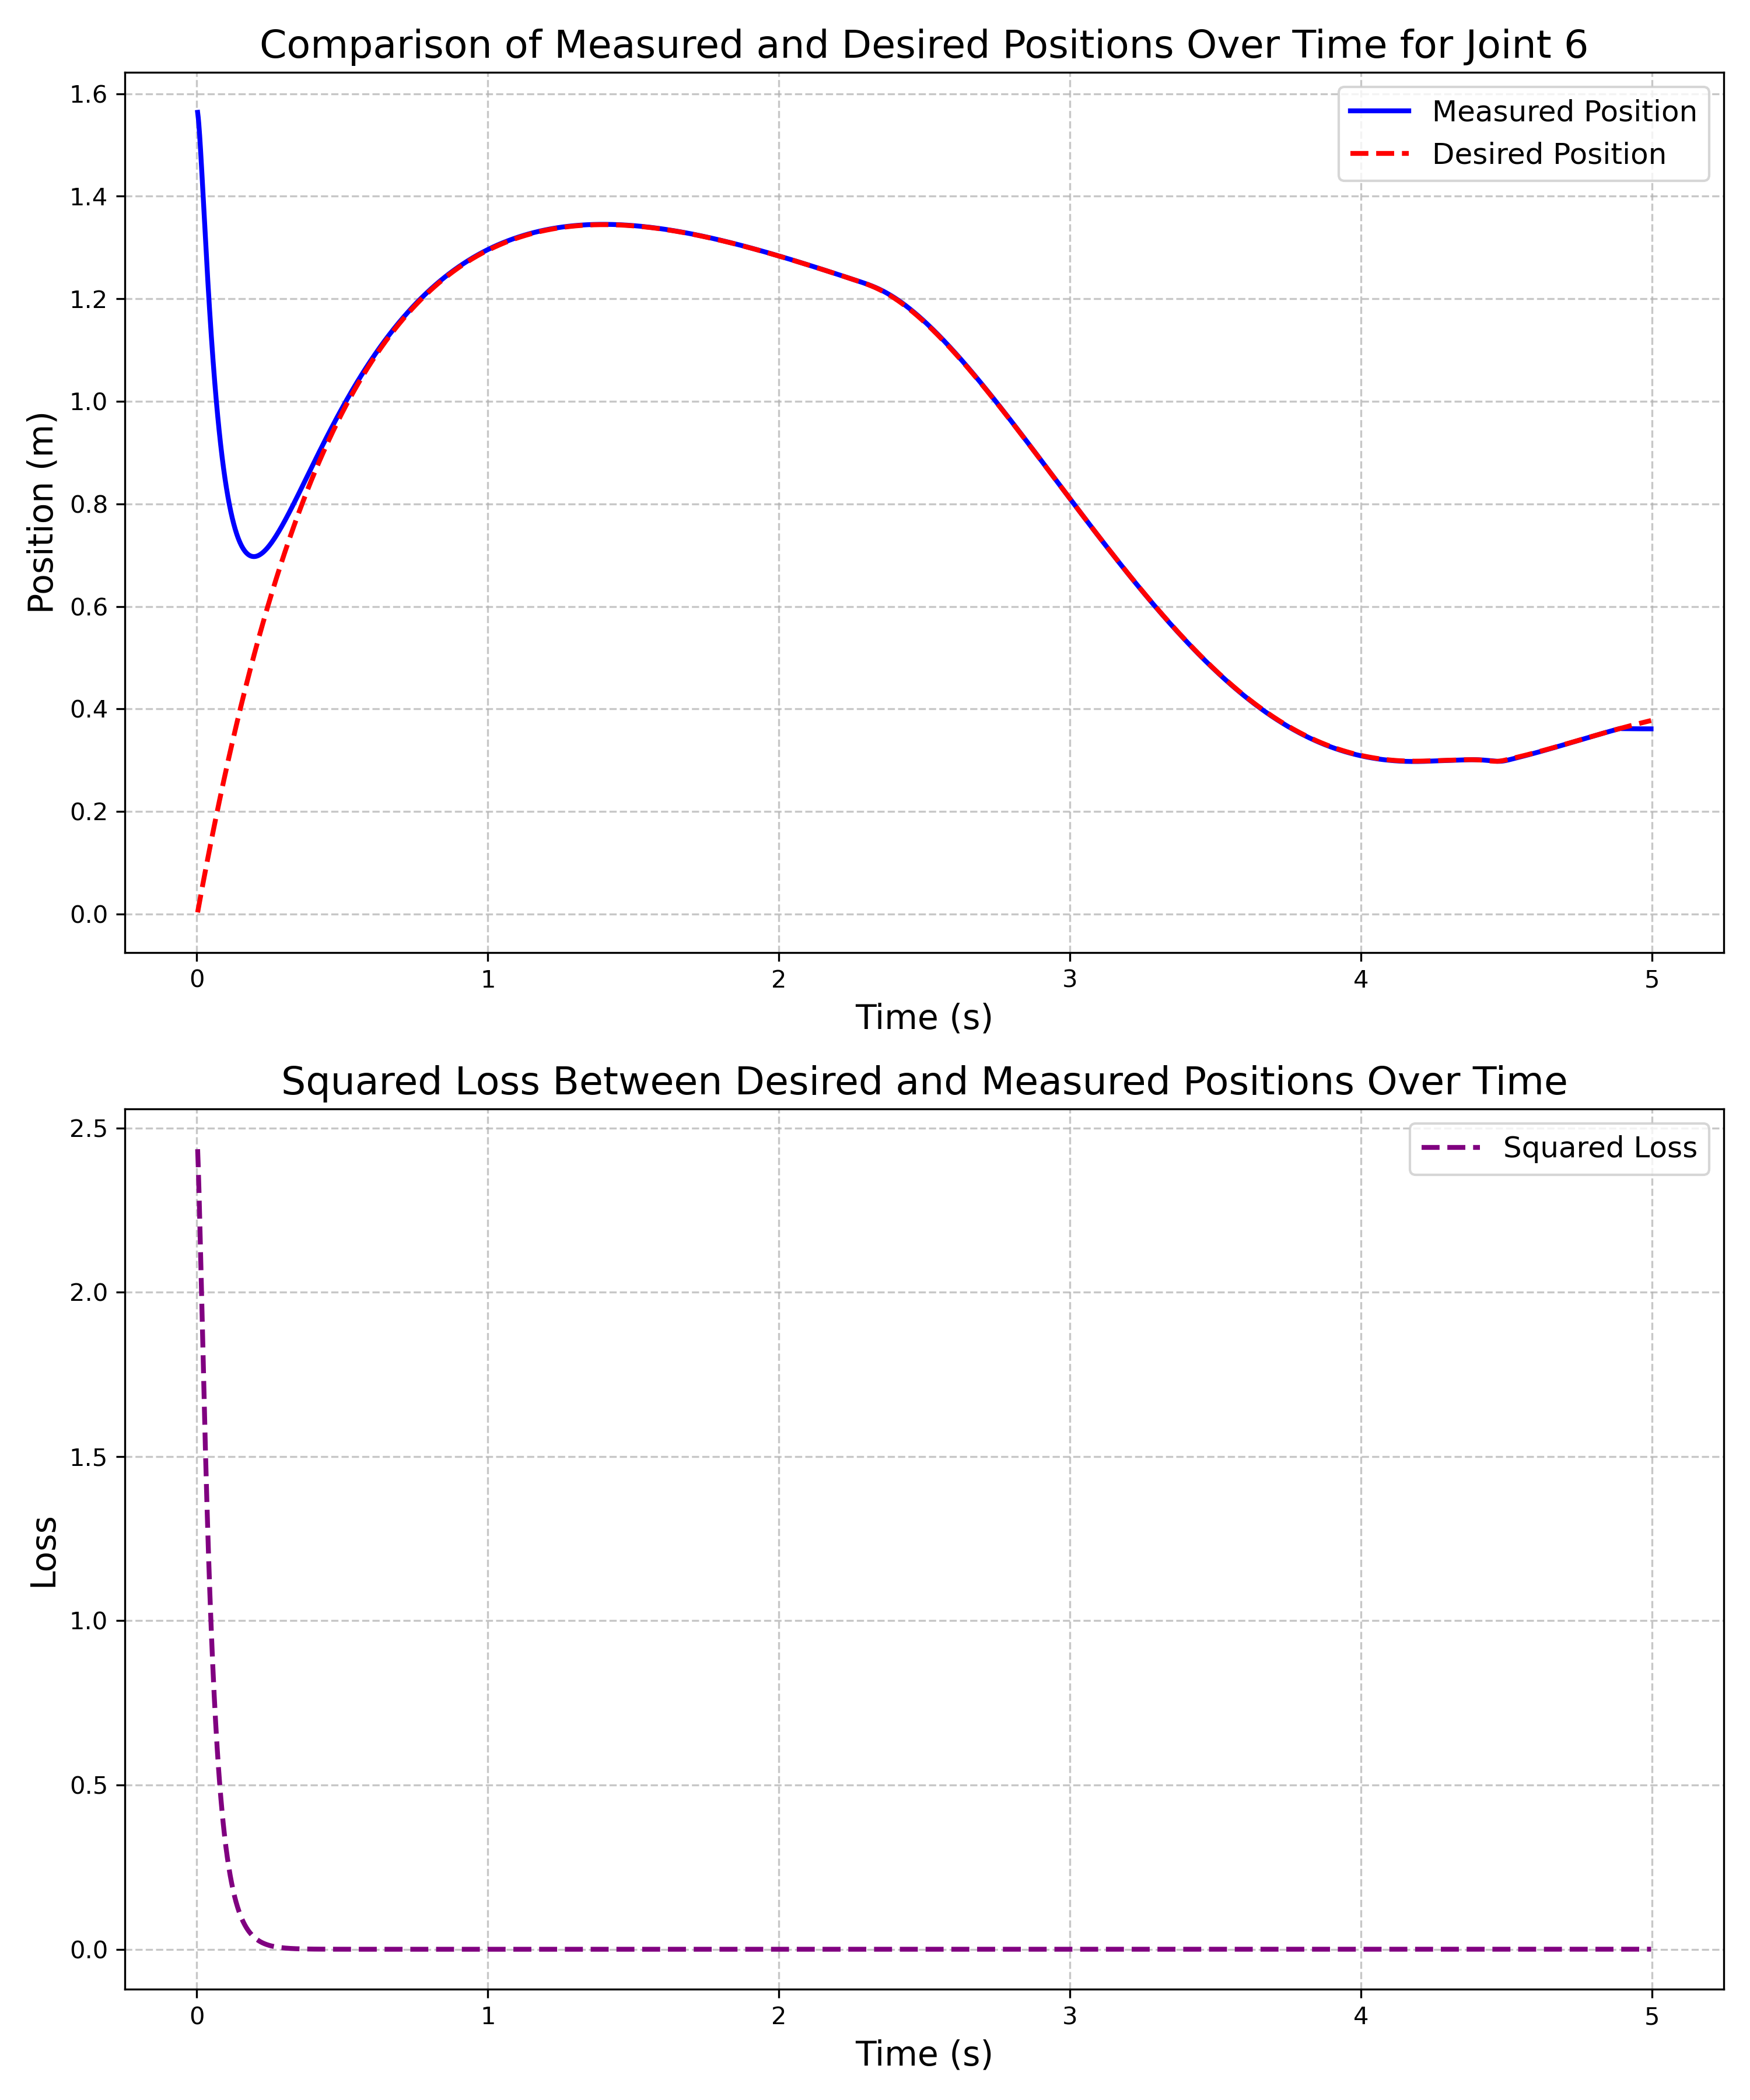 Comparison of Measured and Desired Positions Over Time for Joint 6
Measured Position
Desired Position
Position (m)
1.6
1.4
1.2
1.0
0.8
0.6
0.4
0.2
0.0
0 1 2 3 4 5
Time (s)
Squared Loss Between Desired and Measured Positions Over Time
Squared Loss
Loss
2.5
2.0
1.5
1.0
0.5
0.0
0 1 2 3 4 5
Time (s)